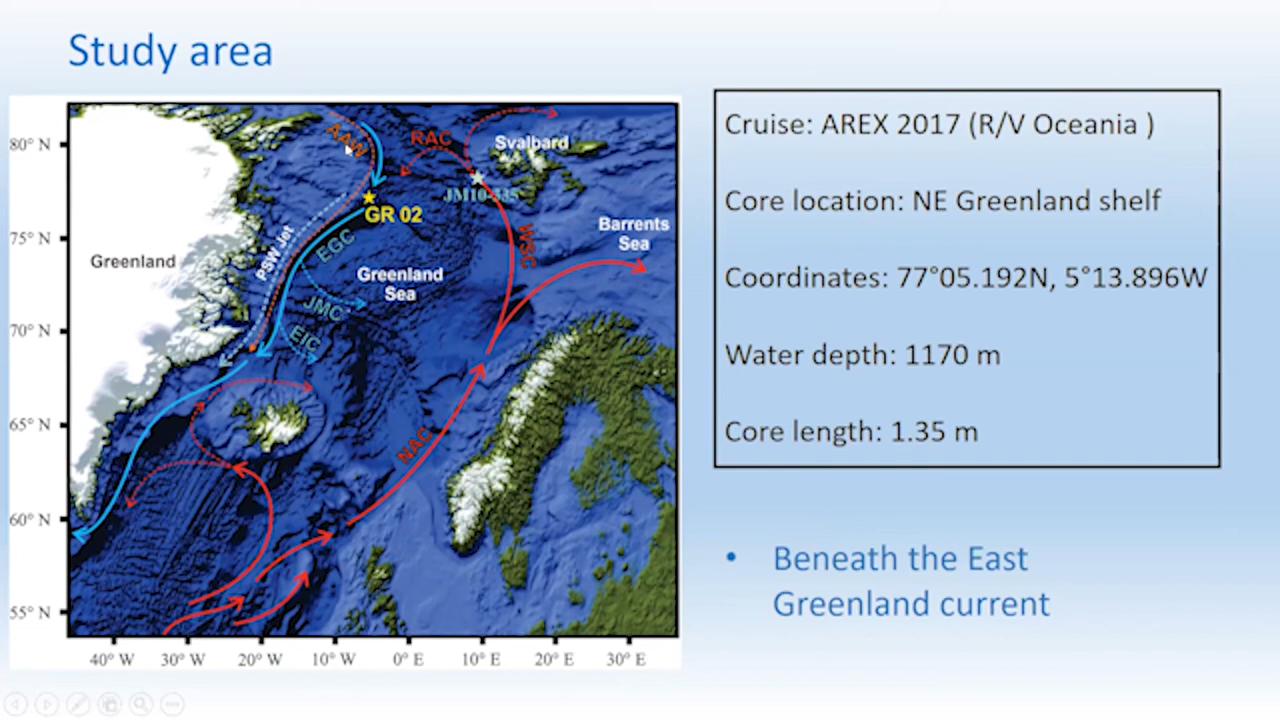 Study area
80° N
75° N
70° N
65° N
60° N
55° N
40° W
30° W
20° W
10° W
0° E
10° E
20° E
30° E
AAW
RAC
Svalbard
GR 02
WSC
Barrents
Sea
Greenland
PSW Jet
EGC
Greenland
Sea
JMC
EIC
NAC
Cruise: AREX 2017 (R/V Oceania )
Core location: NE Greenland shelf
Coordinates: 77°05.192N, 5°13.896W
Water depth: 1170 m
Core length: 1.35 m
• Beneath the East
Greenland current